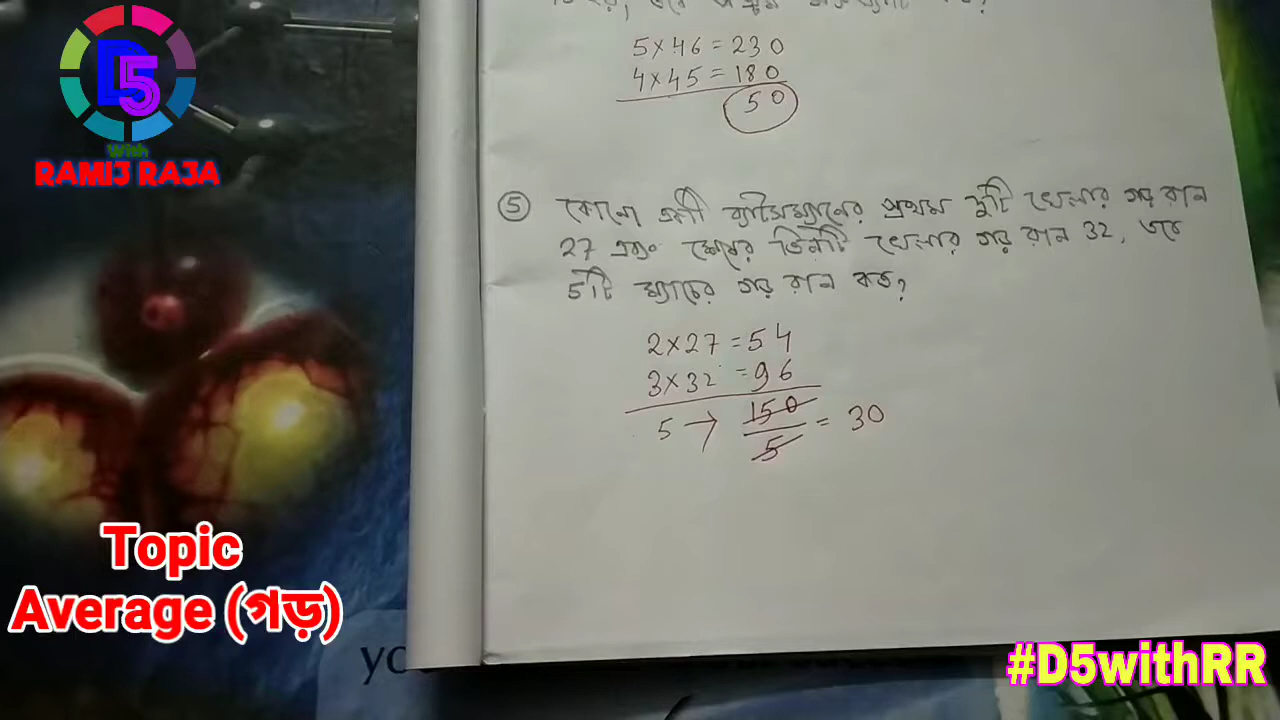 D5
With
RAMIJ RAJA
5×46=230
4×45=180
50
⑤ কোনো একটি ব্যাটসম্যানের প্রথম দুটি খেলার গড় রান
27 এবং শেষের তিনটি খেলার গড় রান 32, তবে
5টি ম্যাচের গড় রান কত?
2×27=54
3×32=96
5→ 150/5 = 30
Topic
Average (গড়)
yo
#D5withRR